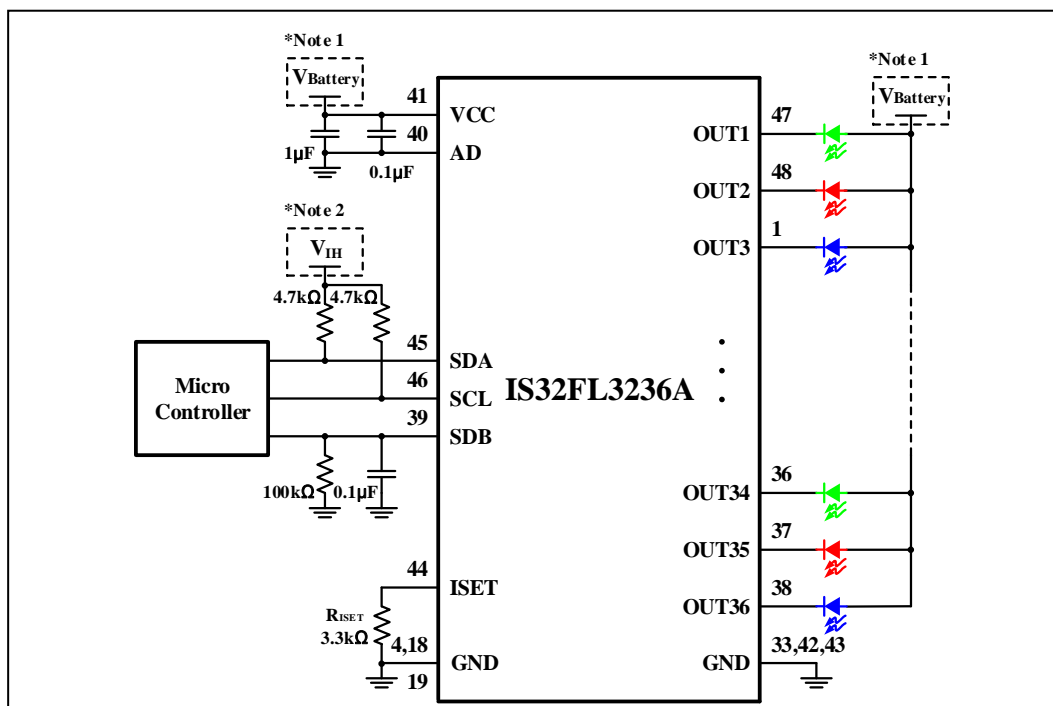 *Note 1
VBattery
41
VCC
40
AD
1µF
0.1µF
*Note 2
VIH
4.7kΩ 4.7kΩ
45
SDA
46
SCL
39
SDB
Micro
Controller
100kΩ
0.1µF
44
ISET
RISET
3.3kΩ
4,18
GND
19
IS32FL3236A
*Note 1
VBattery
47
OUT1
48
OUT2
1
OUT3
36
OUT34
37
OUT35
38
OUT36
33,42,43
GND